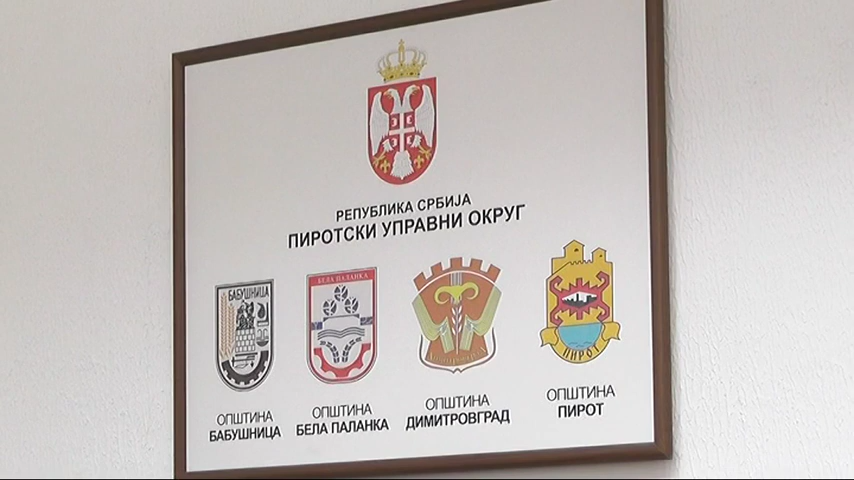 РЕПУБЛИКА СРБИЈА
ПИРОТСКИ УПРАВНИ ОКРУГ
БАБУШНИЦА
БЕЛА ПАЛАНКА
ПИРОТ
ОПШТИНА
БАБУШНИЦА
ОПШТИНА
БЕЛА ПАЛАНКА
ОПШТИНА
ДИМИТРОВГРАД
ОПШТИНА
ПИРОТ